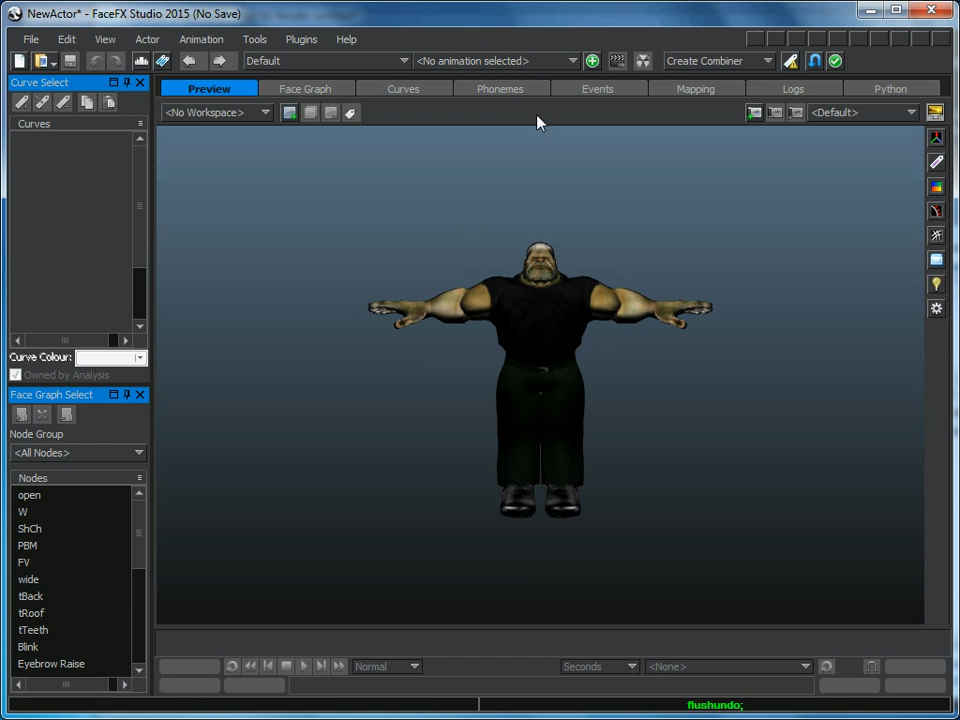 NewActor* - FaceFX Studio 2015 (No Save)
File Edit View Actor Animation Tools Plugins Help
Default <No animation selected> Create Combiner
Curve Select
Preview Face Graph Curves Phonemes Events Mapping Logs Python
<No Workspace> <Default>
Curves
Curve Colour:
Owned by Analysis
Face Graph Select
Node Group
<All Nodes>
Nodes
open
W
ShCh
PBM
FV
wide
tBack
tRoof
tTeeth
Blink
Eyebrow Raise
Normal Seconds <None>
flushundo;